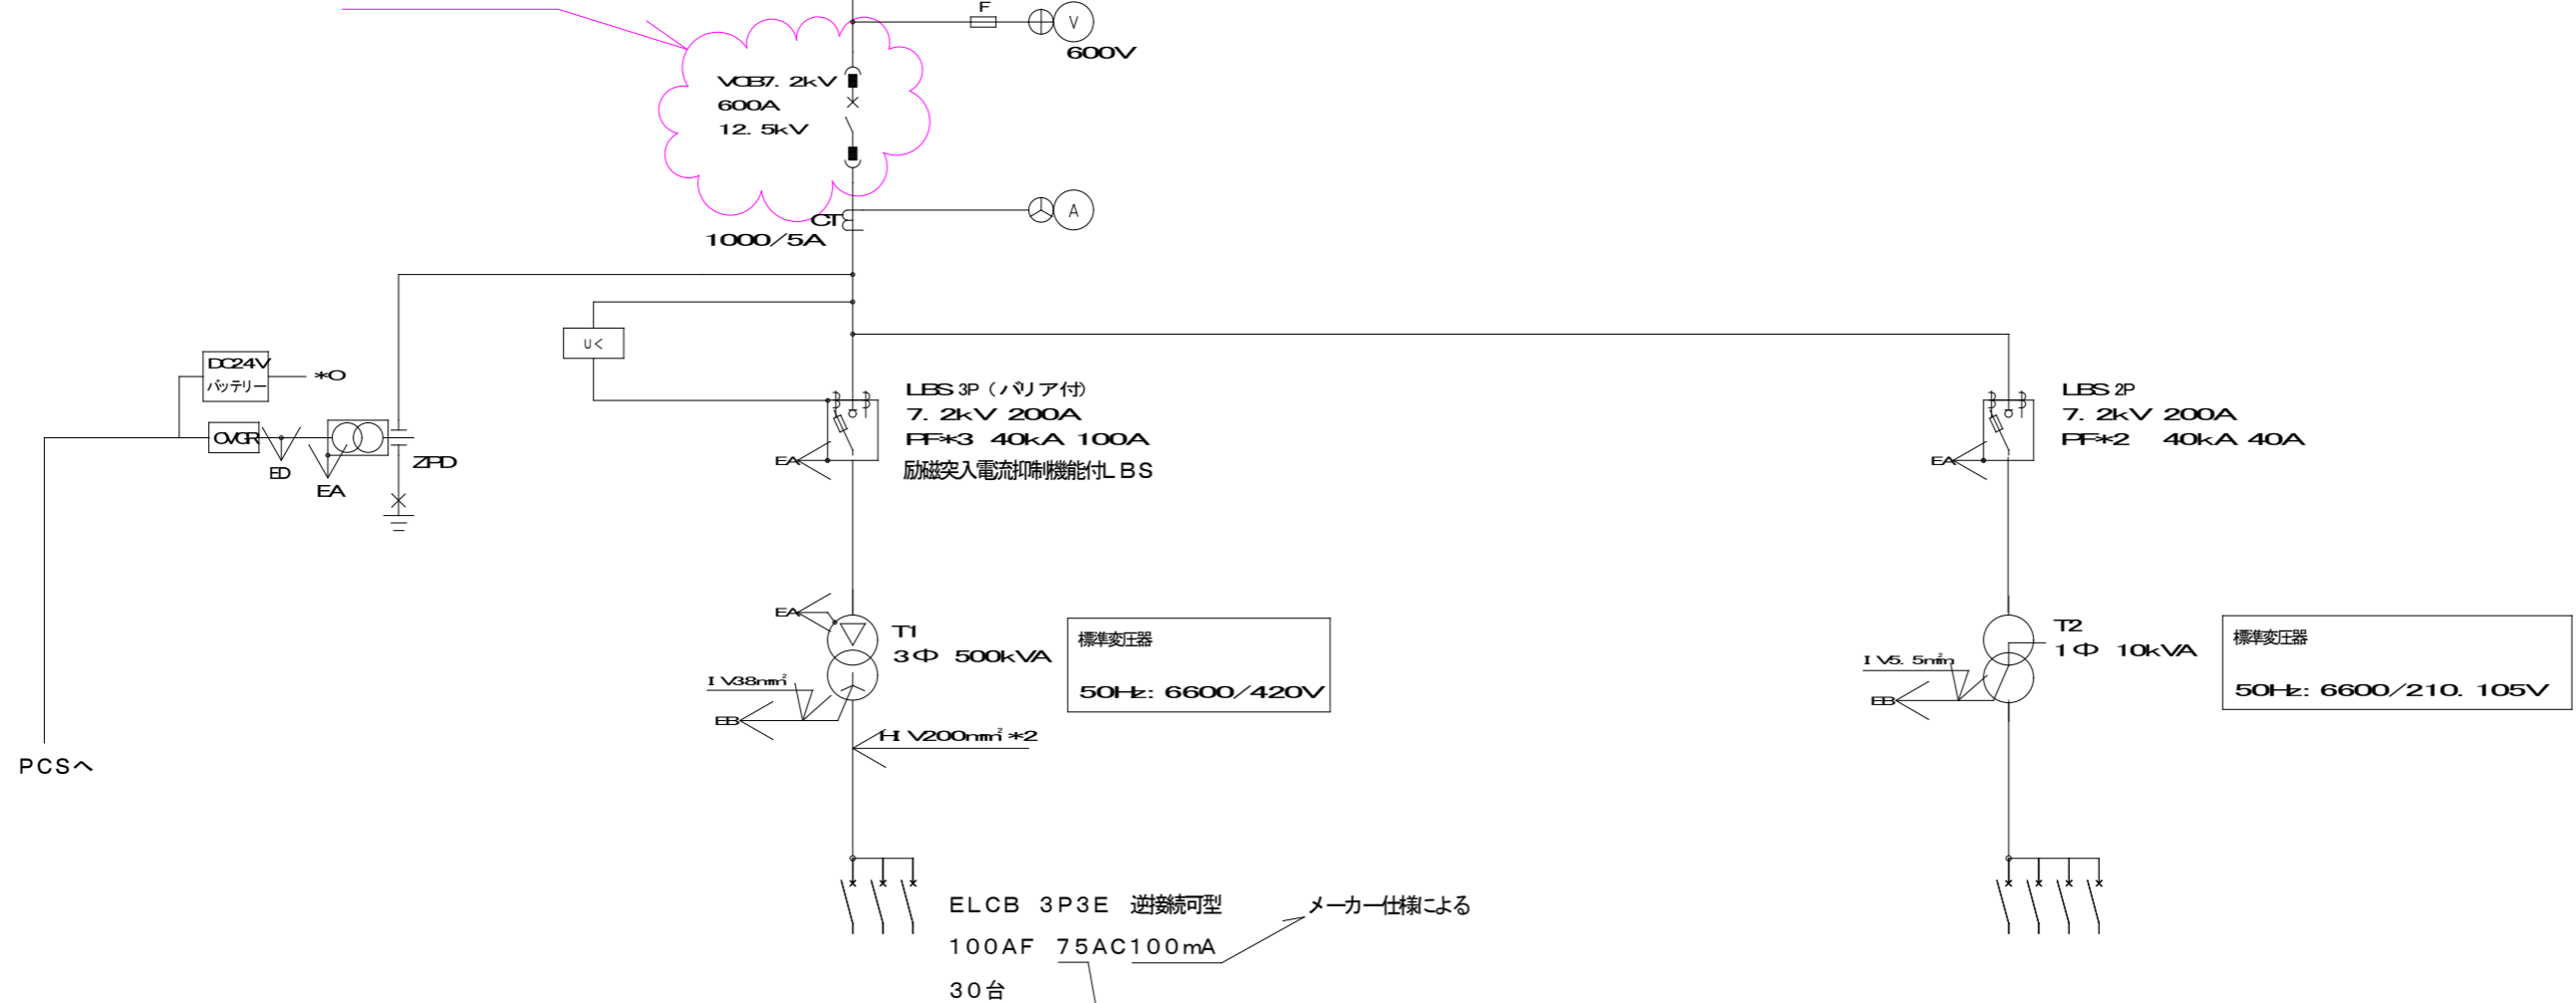 F
V
600V
VCB7.2kV
600A
12.5kV
CT
1000/5A
A
U<
DC24V
バッテリー
*O
OVGR
ED
EA
ZPD
PCSへ
LBS 3P (バリア付)
7.2kV 200A
PF*3 40kA 100A
励磁突入電流抑制機能付LBS
EA
LBS 2P
7.2kV 200A
PF*2 40kA 40A
EA
EA
T1
3Φ 500kVA
標準変圧器
50Hz: 6600/420V
IV38mm²
EB
HIV200mm²*2
T2
1Φ 10kVA
標準変圧器
50Hz: 6600/210.105V
IV5.5mm²
EB
ELCB 3P3E 逆接続可型
メーカー仕様による
100AF 75AC100mA
30台